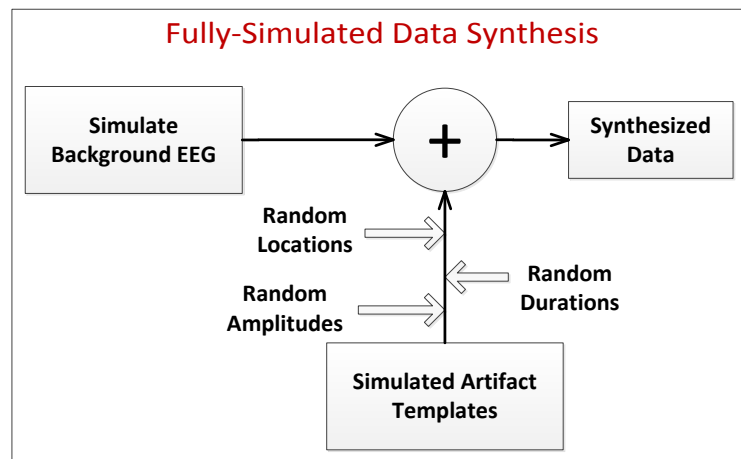 Fully-Simulated Data Synthesis
Simulate
Background EEG
+
Synthesized
Data
Random
Locations
Random
Durations
Random
Amplitudes
Simulated Artifact
Templates